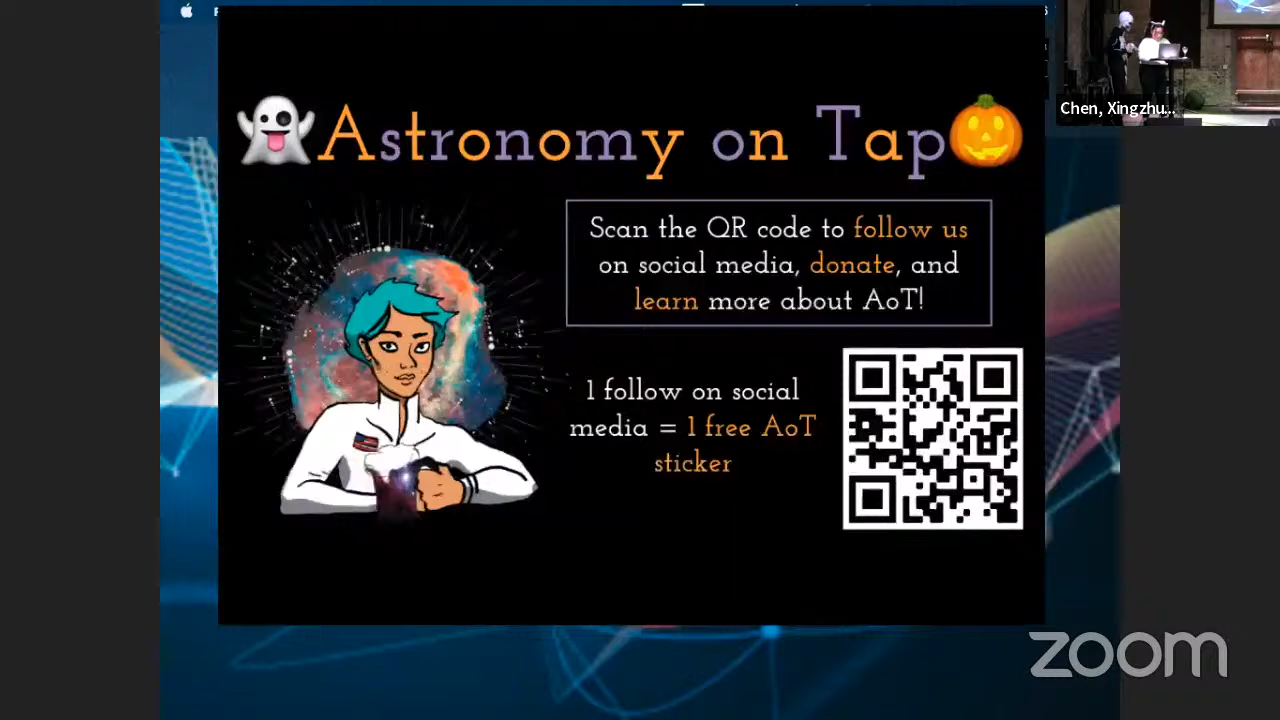 Astronomy on Tap
Scan the QR code to follow us
on social media, donate, and
learn more about AoT!
1 follow on social
media = 1 free AoT
sticker
Chen, Xingzhu...
zoom